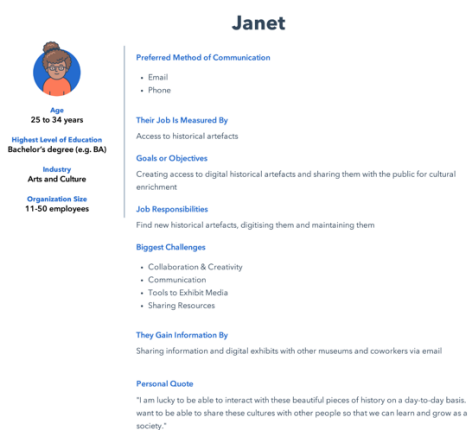 Janet
Age
25 to 34 years
Highest Level of Education
Bachelor's degree (e.g. BA)
Industry
Arts and Culture
Organization Size
11-50 employees
Preferred Method of Communication
• Email
• Phone
Their Job Is Measured By
Access to historical artefacts
Goals or Objectives
Creating access to digital historical artefacts and sharing them with the public for cultural
enrichment
Job Responsibilities
Find new historical artefacts, digitising them and maintaining them
Biggest Challenges
• Collaboration & Creativity
• Communication
• Tools to Exhibit Media
• Sharing Resources
They Gain Information By
Sharing information and digital exhibits with other museums and coworkers via email
Personal Quote
"I am lucky to be able to interact with these beautiful pieces of history on a day-to-day basis.
want to be able to share these cultures with other people so that we can learn and grow as a
society."